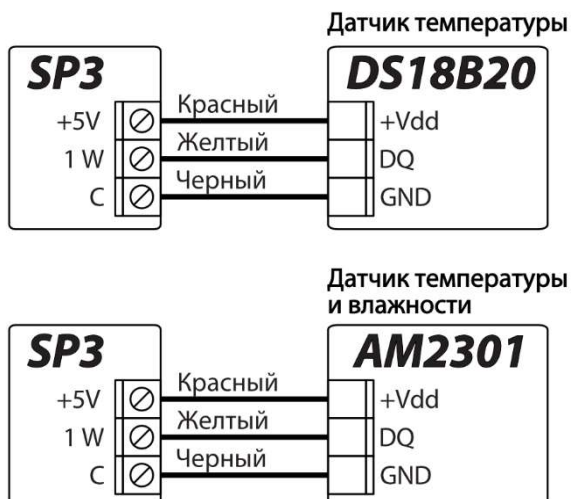 Датчик температуры
SP3
DS18B20
+5V
Красный
+Vdd
1 W
Желтый
DQ
C
Черный
GND
Датчик температуры
и влажности
SP3
AM2301
+5V
Красный
+Vdd
1 W
Желтый
DQ
C
Черный
GND